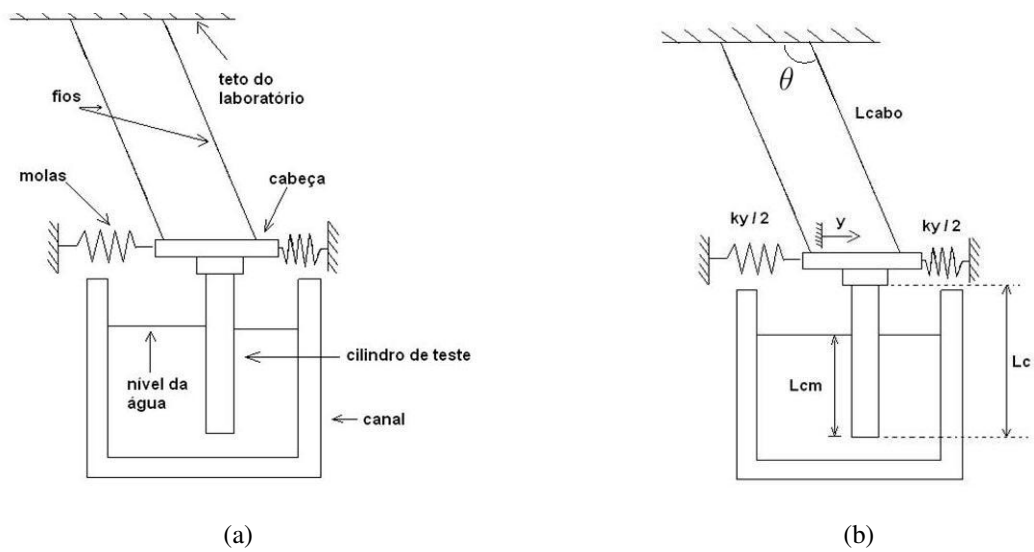 teto do
laboratório
fios
molas
cabeça
cilindro de teste
nível da
água
canal
(a)
θ
Lcabo
ky / 2
y
ky / 2
Lcm
Lc
(b)